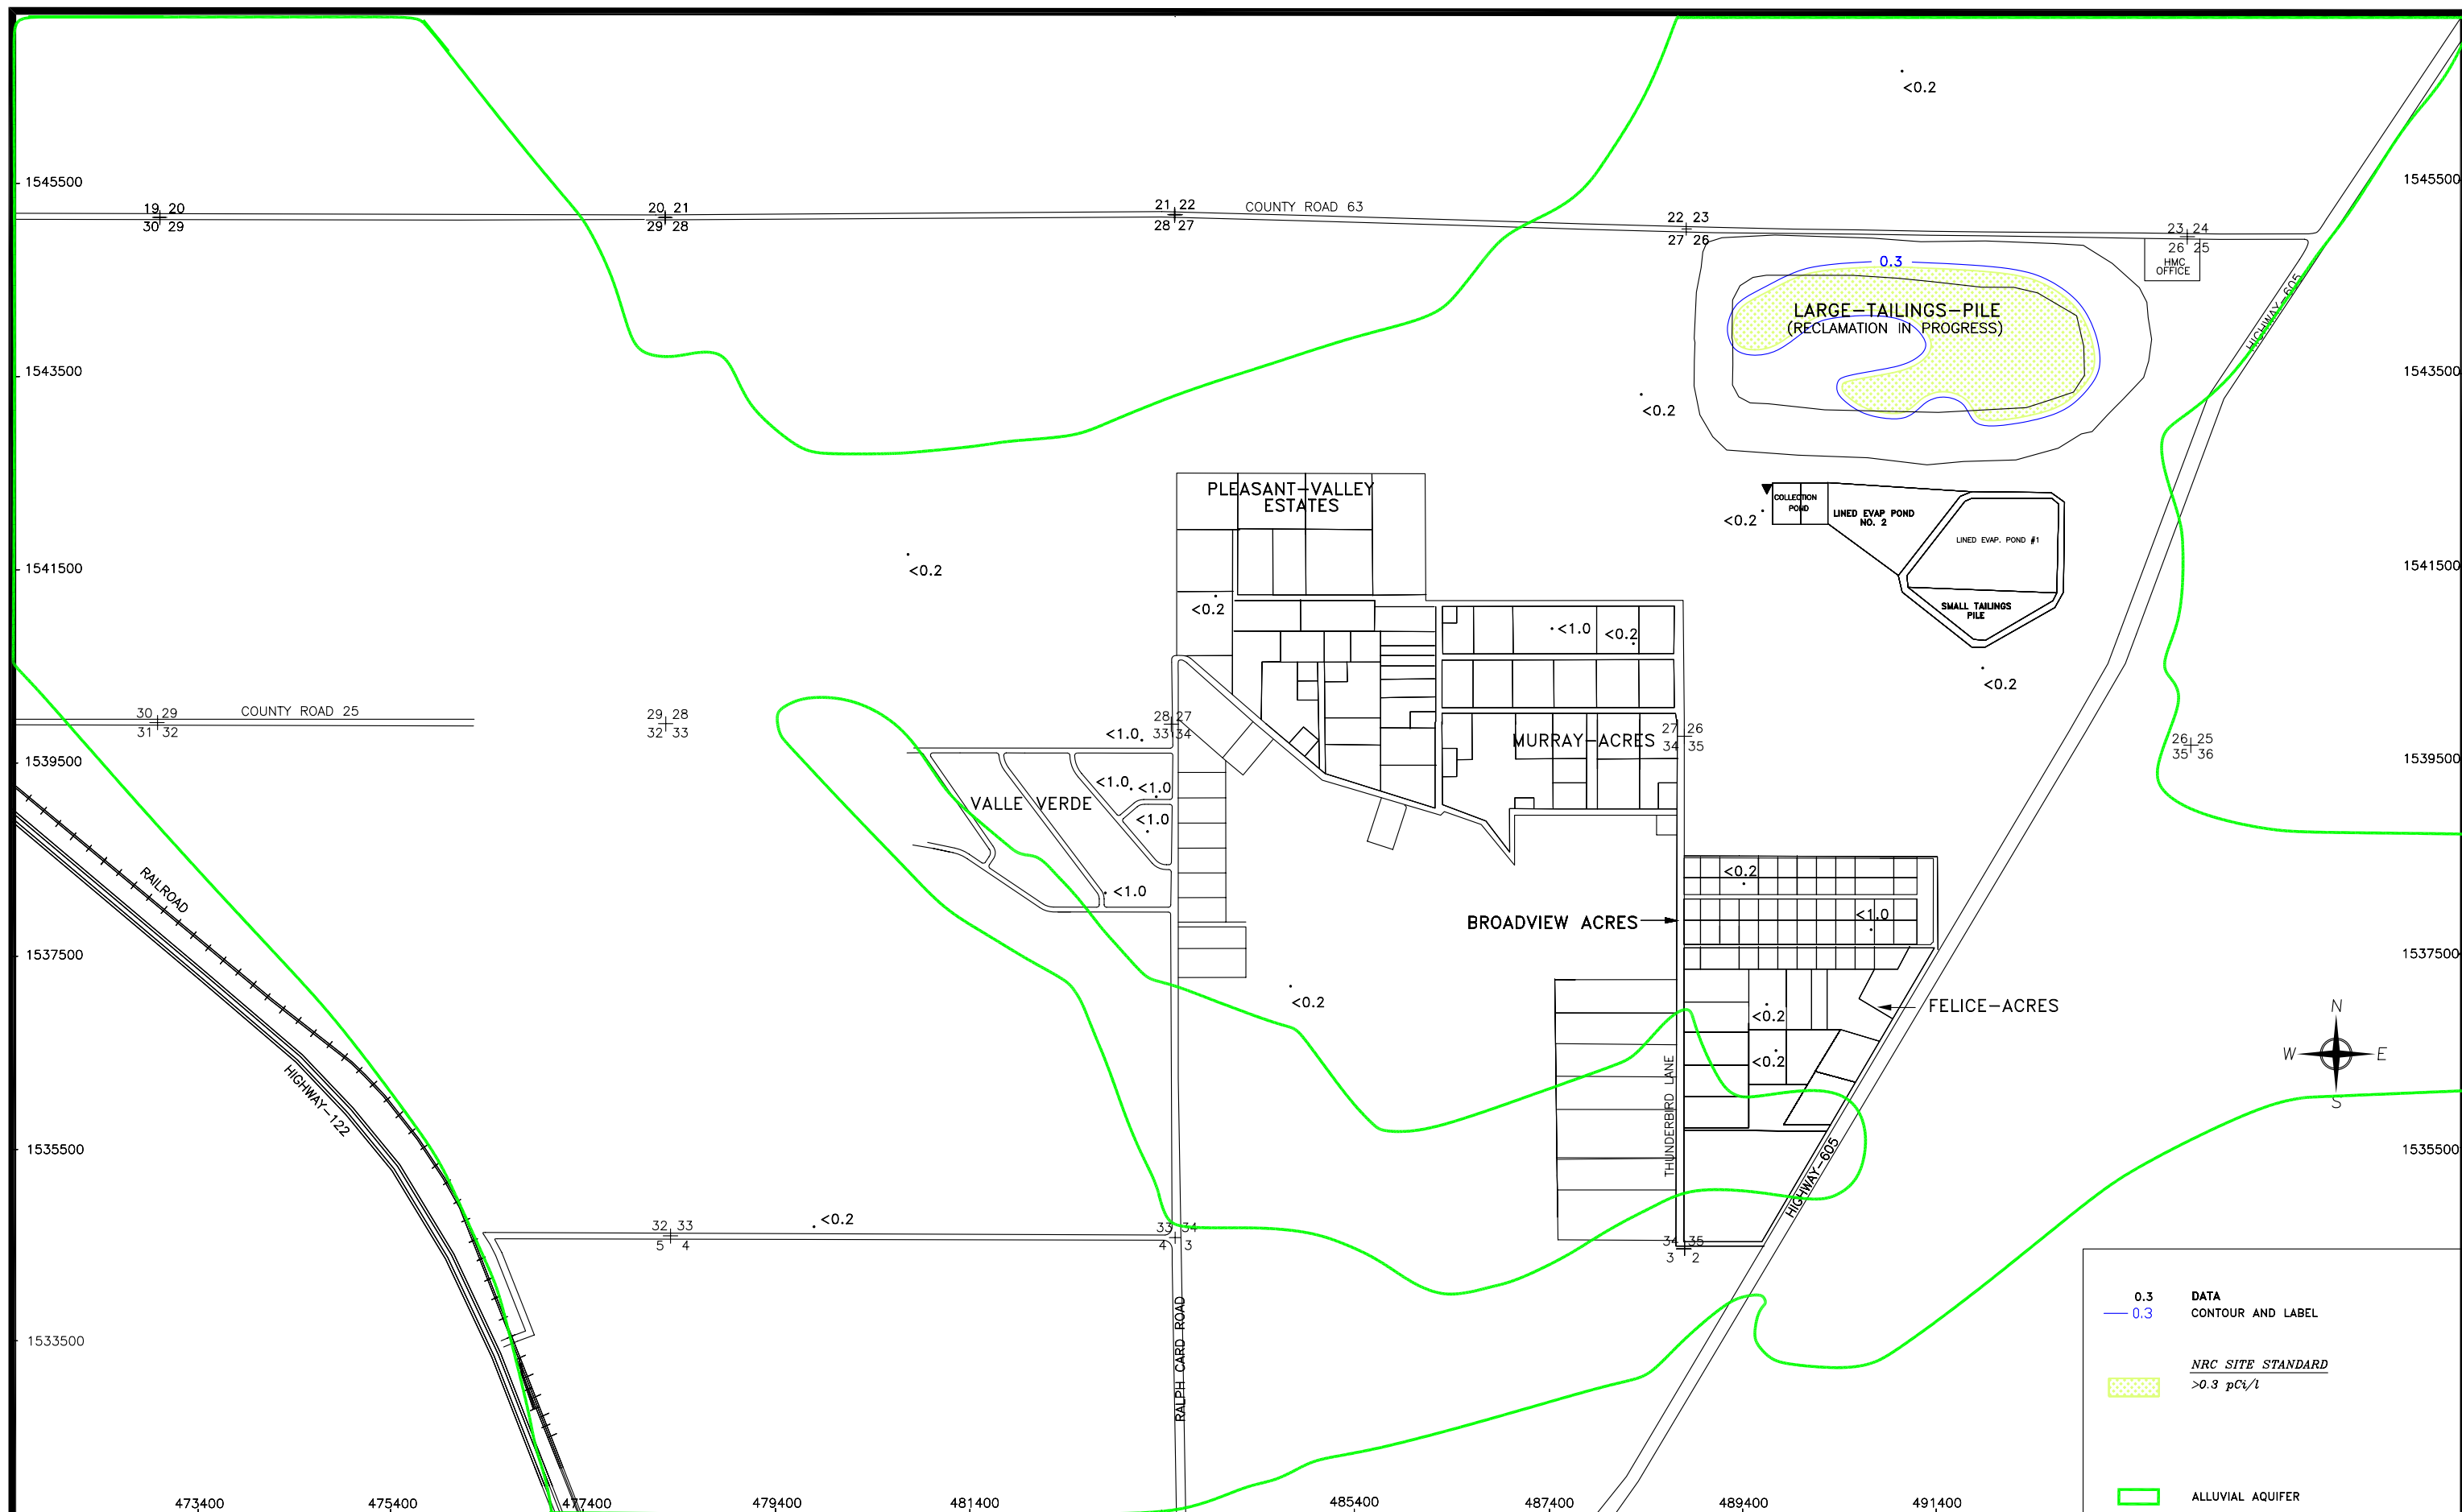 <0.2
1545500
1545500
19 20
30 29
20 21
29 28
21 22
28 27
COUNTY ROAD 63
22 23
27 26
23 24
26 25
HMC
OFFICE
0.3
LARGE-TAILINGS-PILE
(RECLAMATION IN PROGRESS)
HIGHWAY-605
1543500
1543500
<0.2
PLEASANT-VALLEY
ESTATES
COLLECTION
POND
<0.2
LINED EVAP POND
NO. 2
LINED EVAP. POND #1
1541500
<0.2
1541500
<0.2
SMALL TAILINGS
PILE
<1.0
<0.2
<0.2
30 29
31 32
COUNTY ROAD 25
29 28
32 33
28 27
33 34
<1.0
MURRAY-ACRES
27 26
34 35
26 25
35 36
1539500
1539500
<1.0
<1.0
VALLE VERDE
<1.0
RAILROAD
<1.0
<0.2
<1.0
BROADVIEW ACRES
1537500
1537500
<0.2
<0.2
FELICE-ACRES
N
W
E
S
<0.2
HIGHWAY-122
THUNDERBIRD LANE
1535500
1535500
HIGHWAY-605
32 33
5 4
<0.2
33 34
4 3
34 35
3 2
RALPH CARD ROAD
1533500
0.3 DATA
0.3 CONTOUR AND LABEL
NRC SITE STANDARD
>0.3 pCi/l
ALLUVIAL AQUIFER
473400
475400
477400
479400
481400
485400
487400
489400
491400